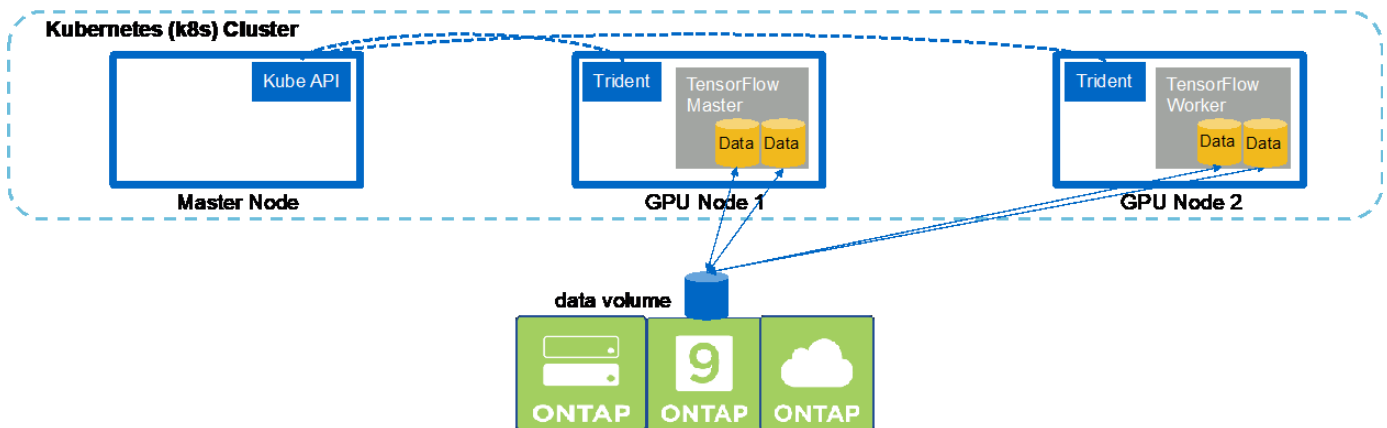 Kubernetes (k8s) Cluster
Kube API
Master Node
Trident
TensorFlow
Master
Data
Data
GPU Node 1
Trident
TensorFlow
Worker
Data
Data
GPU Node 2
data volume
ONTAP
9
ONTAP
ONTAP